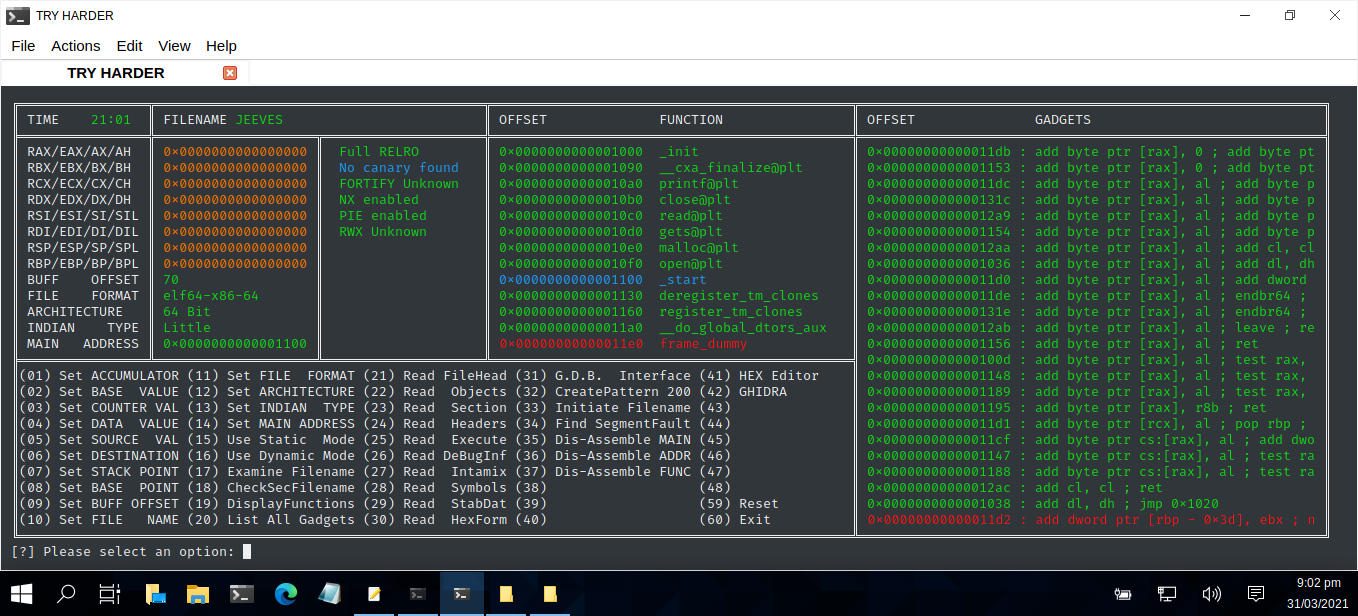 TRY HARDER
File Actions Edit View Help
TRY HARDER
TIME 21:01 FILENAME JEEVES OFFSET FUNCTION OFFSET GADGETS
RAX/EAX/AX/AH 0×0000000000000000 Full RELRO 0×0000000000001000 _init 0×00000000000011db : add byte ptr [rax], 0 ; add byte pt
RBX/EBX/BX/BH 0×0000000000000000 No canary found 0×0000000000001090 __cxa_finalize@plt 0×0000000000001153 : add byte ptr [rax], 0 ; add byte pt
RCX/ECX/CX/CH 0×0000000000000000 FORTIFY Unknown 0×00000000000010a0 printf@plt 0×00000000000011dc : add byte ptr [rax], al ; add byte p
RDX/EDX/DX/DH 0×0000000000000000 NX enabled 0×00000000000010b0 close@plt 0×000000000000131c : add byte ptr [rax], al ; add byte p
RSI/ESI/SI/SIL 0×0000000000000000 PIE enabled 0×00000000000010c0 read@plt 0×00000000000012a9 : add byte ptr [rax], al ; add byte p
RDI/EDI/DI/DIL 0×0000000000000000 RWX Unknown 0×00000000000010d0 gets@plt 0×0000000000001154 : add byte ptr [rax], al ; add byte p
RSP/ESP/SP/SPL 0×0000000000000000 0×00000000000010e0 malloc@plt 0×00000000000012aa : add byte ptr [rax], al ; add cl, cl
RBP/EBP/BP/BPL 0×0000000000000000 0×00000000000010f0 open@plt 0×0000000000001036 : add byte ptr [rax], al ; add dl, dh
BUFF OFFSET 70 0×0000000000001100 _start 0×00000000000011d0 : add byte ptr [rax], al ; add dword
FILE FORMAT elf64-x86-64 0×0000000000001130 deregister_tm_clones 0×00000000000011de : add byte ptr [rax], al ; endbr64 ;
ARCHITECTURE 64 Bit 0×0000000000001160 register_tm_clones 0×000000000000131e : add byte ptr [rax], al ; endbr64 ;
INDIAN TYPE Little 0×00000000000011a0 __do_global_dtors_aux 0×00000000000012ab : add byte ptr [rax], al ; leave ; re
MAIN ADDRESS 0×0000000000001100 0×00000000000011e0 frame_dummy 0×0000000000001156 : add byte ptr [rax], al ; ret
0×000000000000100d : add byte ptr [rax], al ; test rax,
(01) Set ACCUMULATOR (11) Set FILE FORMAT (21) Read FileHead (31) G.D.B. Interface (41) HEX Editor 0×0000000000001148 : add byte ptr [rax], al ; test rax,
(02) Set BASE VALUE (12) Set ARCHITECTURE (22) Read Objects (32) CreatePattern 200 (42) GHIDRA 0×0000000000001189 : add byte ptr [rax], al ; test rax,
(03) Set COUNTER VAL (13) Set INDIAN TYPE (23) Read Section (33) Initiate Filename (43) 0×0000000000001195 : add byte ptr [rax], r8b ; ret
(04) Set DATA VALUE (14) Set MAIN ADDRESS (24) Read Headers (34) Find SegmentFault (44) 0×00000000000011d1 : add byte ptr [rcx], al ; pop rbp ;
(05) Set SOURCE VAL (15) Use Static Mode (25) Read Execute (35) Dis-Assemble MAIN (45) 0×00000000000011cf : add byte ptr cs:[rax], al ; add dwo
(06) Set DESTINATION (16) Use Dynamic Mode (26) Read DeBugInf (36) Dis-Assemble ADDR (46) 0×0000000000001147 : add byte ptr cs:[rax], al ; test ra
(07) Set STACK POINT (17) Examine Filename (27) Read Intamix (37) Dis-Assemble FUNC (47) 0×0000000000001188 : add byte ptr cs:[rax], al ; test ra
(08) Set BASE POINT (18) CheckSecFilename (28) Read Symbols (38) (48) 0×00000000000012ac : add cl, cl ; ret
(09) Set BUFF OFFSET (19) DisplayFunctions (29) Read StabDat (39) (59) Reset 0×0000000000001038 : add dl, dh ; jmp 0×1020
(10) Set FILE NAME (20) List All Gadgets (30) Read HexForm (40) (60) Exit 0×00000000000011d2 : add dword ptr [rbp - 0×3d], ebx ; n
[?] Please select an option:
9:02 pm
31/03/2021